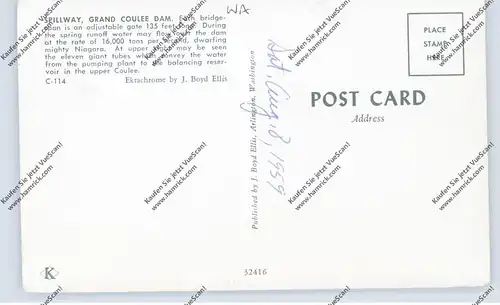 SPILLWAY, GRAND COULEE DAM. Each bridge-
span is an adjustable gate 135 feet long. During
the spring runoff water may flow over the dam
at the rate of 16,000 tons per second, dwarfing
mighty Niagara. At upper right may be seen
the eleven giant tubes which convey the water
from the pumping plant to the balancing reser-
voir in the upper Coulee.
C-114 Ektachrome by J. Boyd Ellis
WA
Sat. Aug. 8, 1959
Published by J. Boyd Ellis, Arlington, Washington
PLACE
STAMP
HERE
POST CARD
Address
K
52416
Kaufen Sie jetzt VueScan!
www.hamrick.com